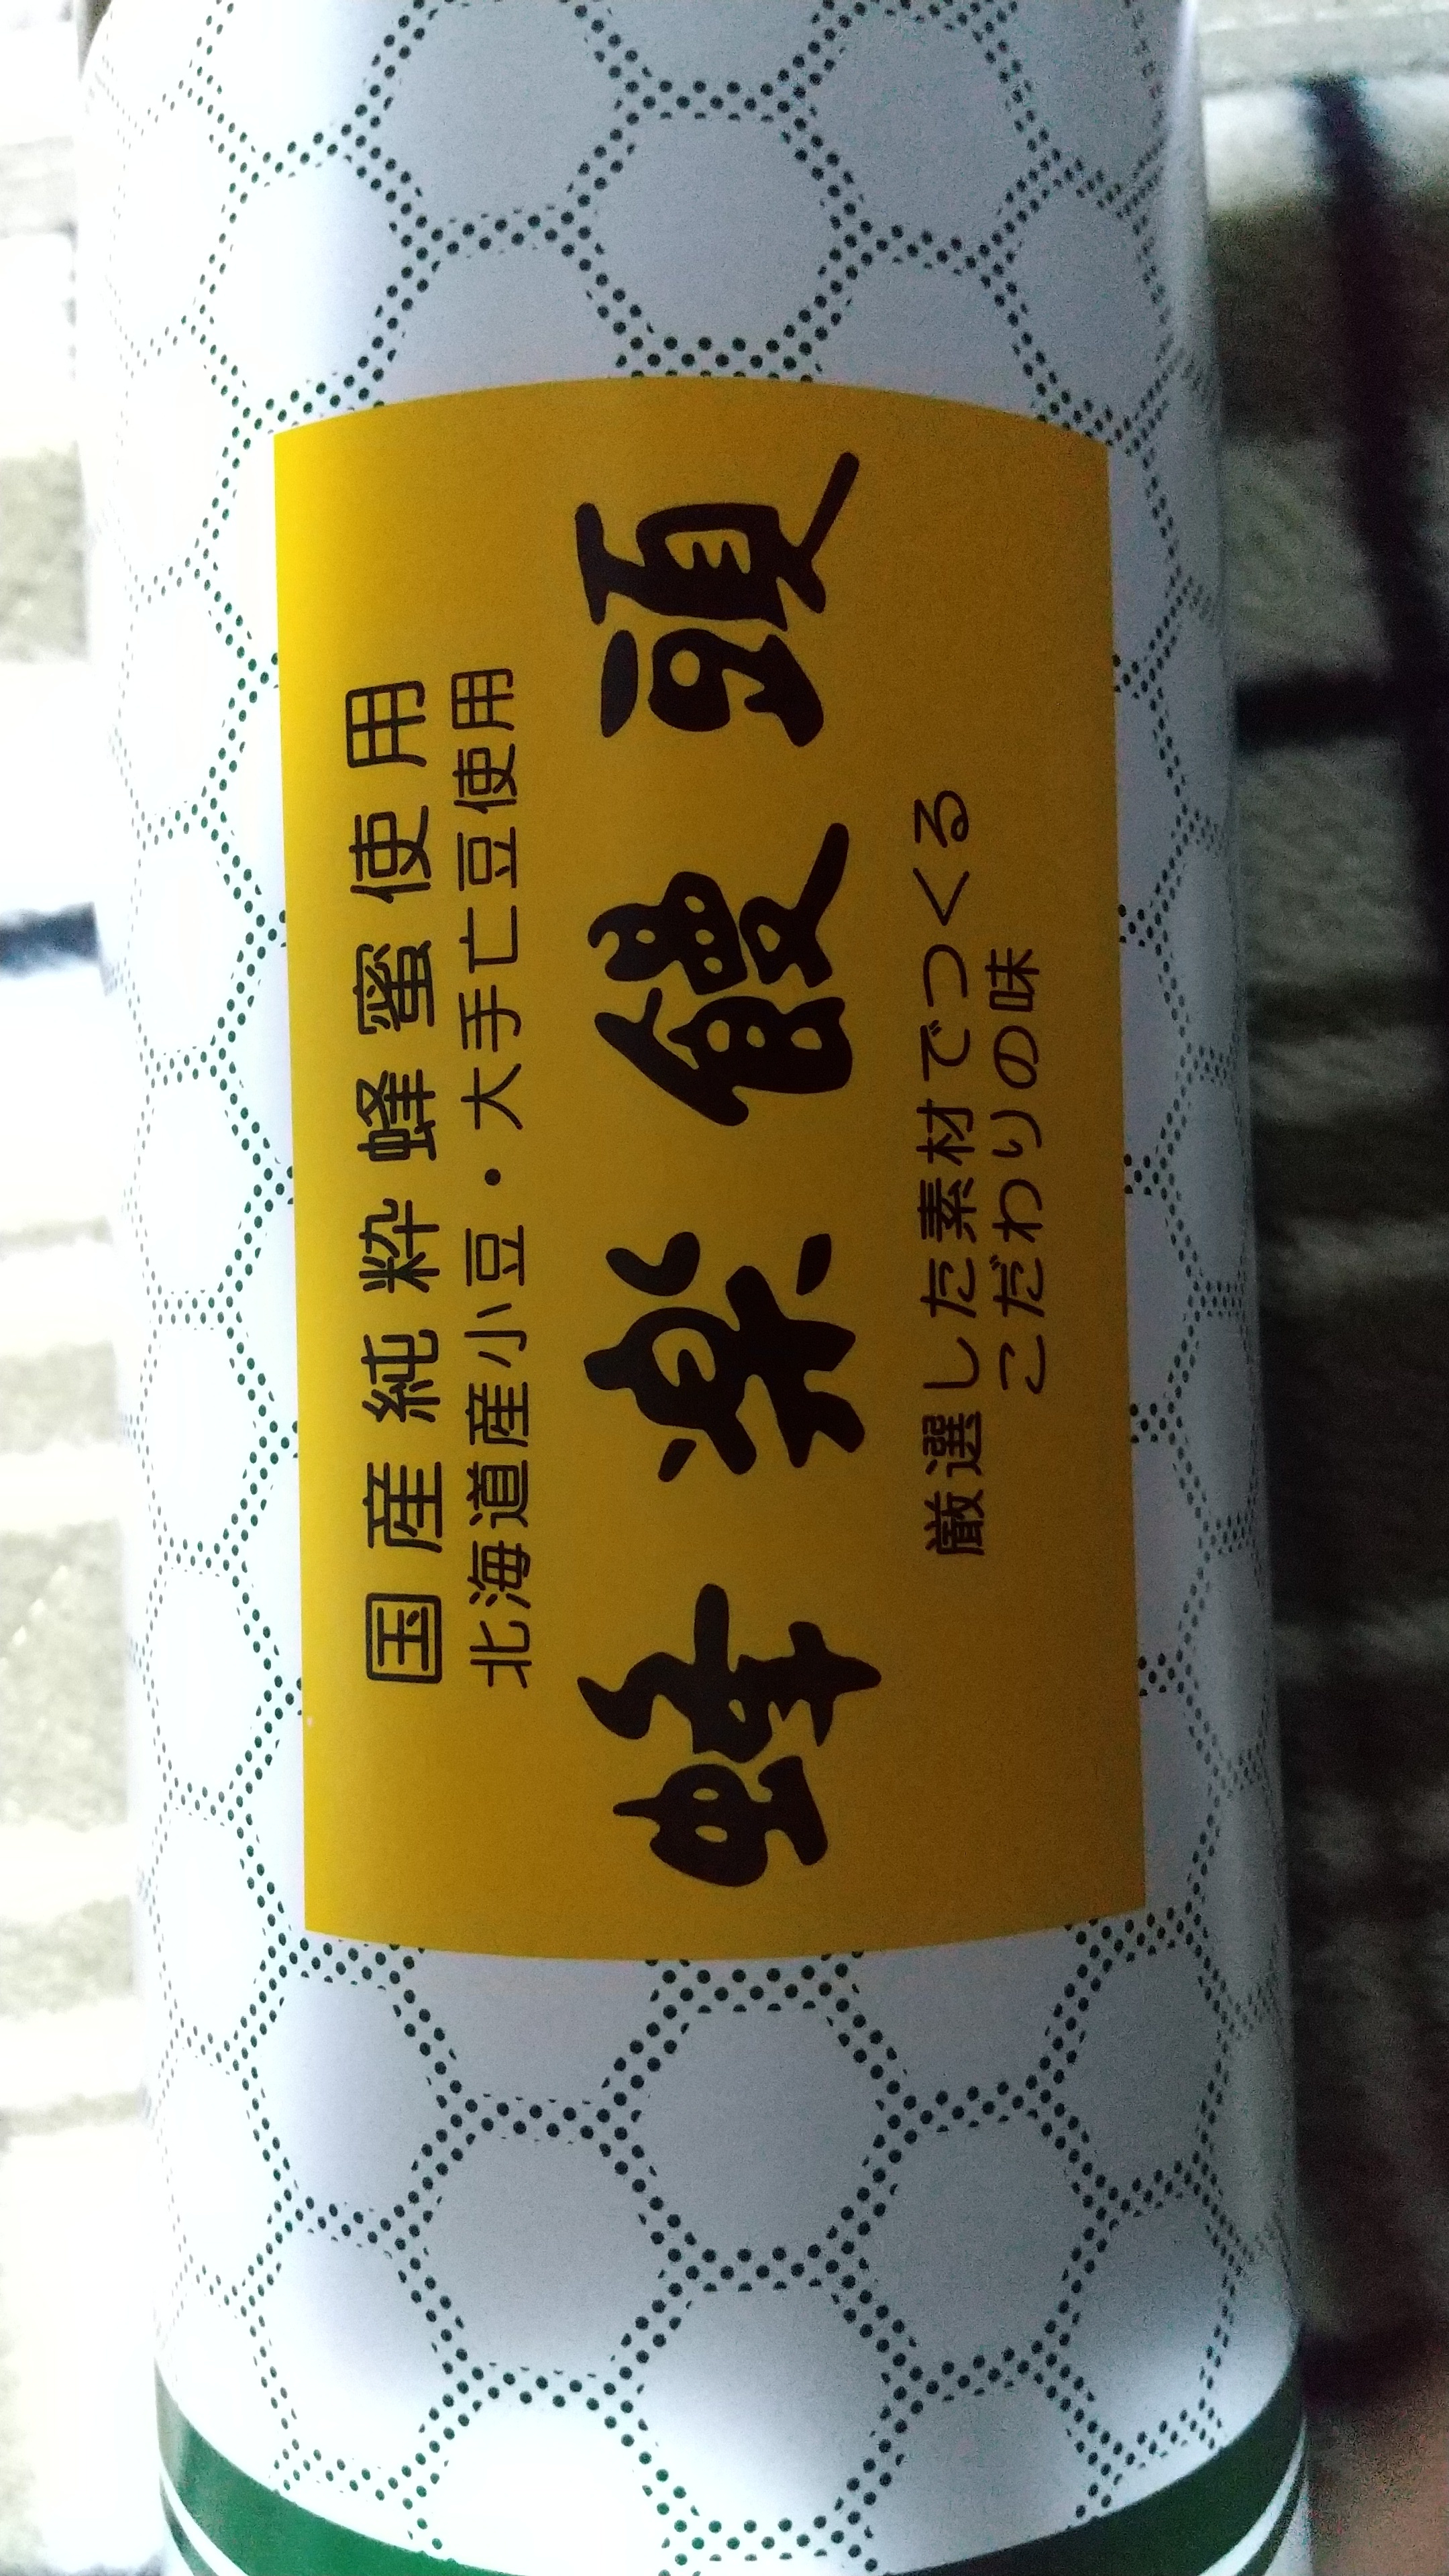 国産純粋蜂蜜使用
北海道産小豆・大手亡豆使用
蜂楽饅頭
厳選した素材でつくる
こだわりの味